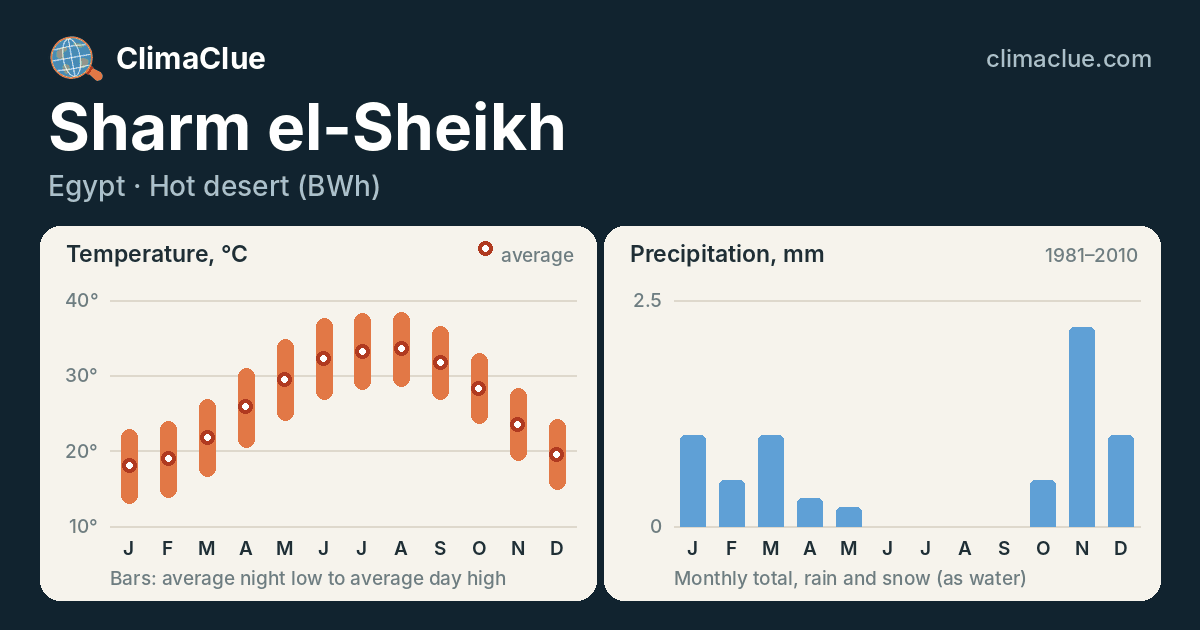 ClimaClue
climaclue.com
Sharm el-Sheikh
Egypt · Hot desert (BWh)
Temperature, °C
average
40°
30°
20°
10°
J F M A M J J A S O N D
Bars: average night low to average day high
Precipitation, mm
1981–2010
2.5
0
J F M A M J J A S O N D
Monthly total, rain and snow (as water)